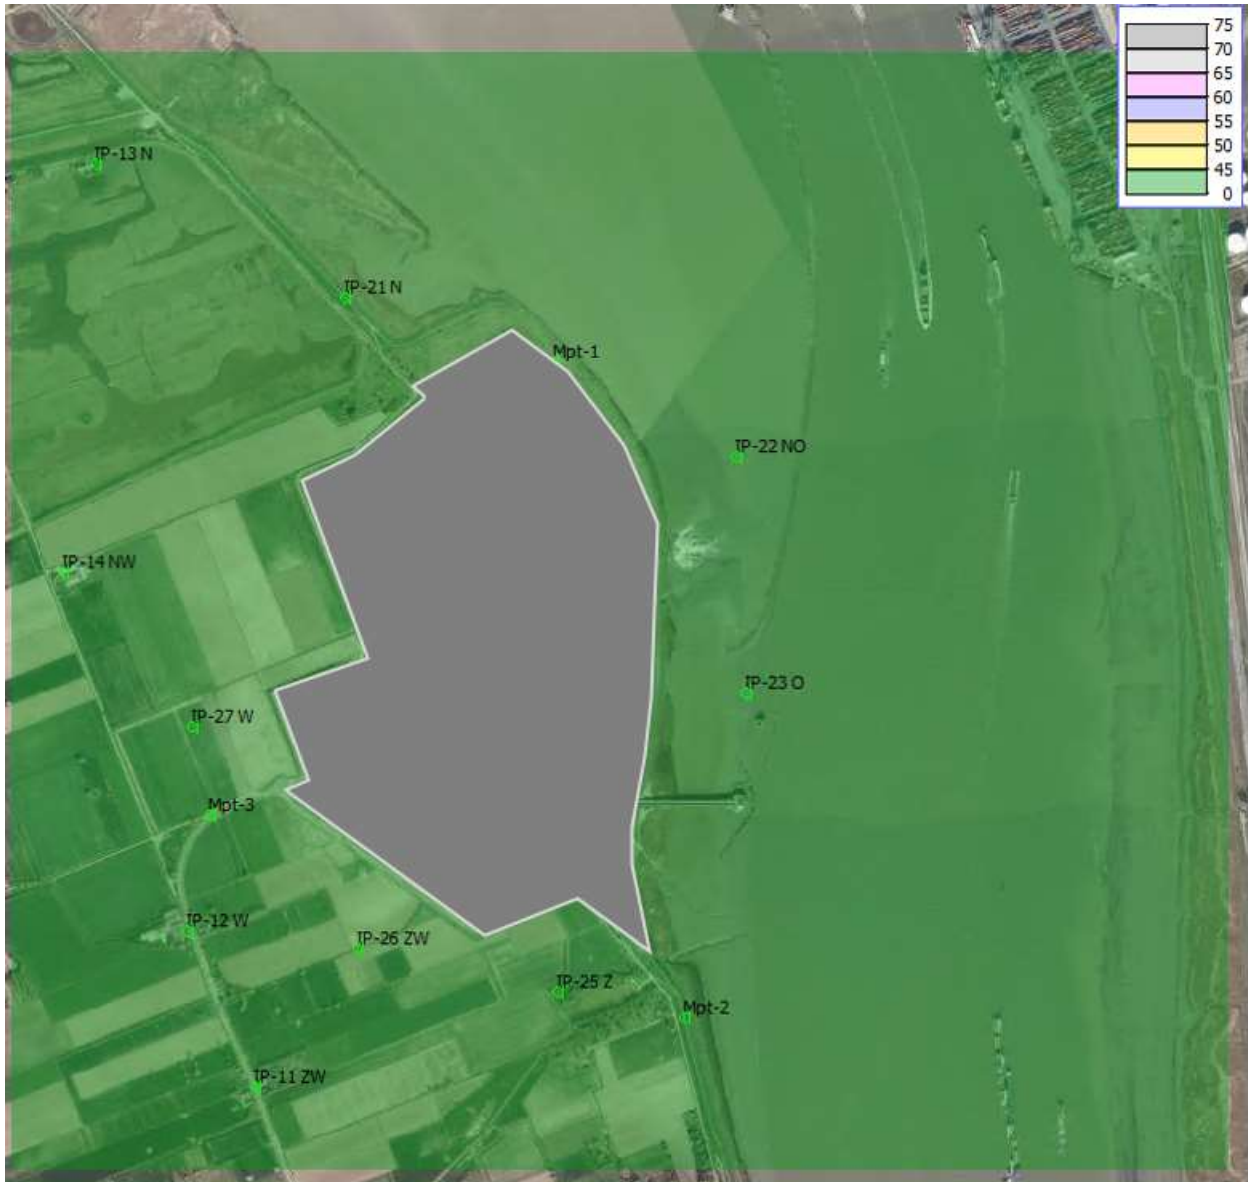 75
70
65
60
55
50
45
0
IP-13 N
IP-21 N
Mpt-1
IP-22 NO
IP-14 NW
IP-23 O
IP-27 W
Mpt-3
IP-12 W
IP-26 ZW
IP-25 Z
Mpt-2
IP-11 ZW